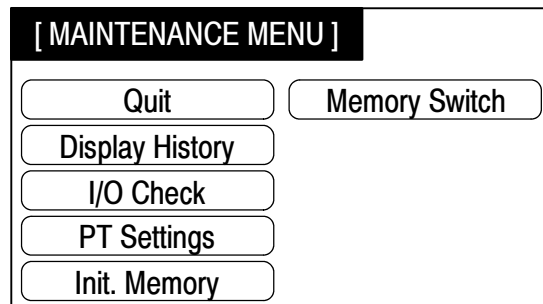 [ MAINTENANCE MENU ]
Quit
Memory Switch
Display History
I/O Check
PT Settings
Init. Memory